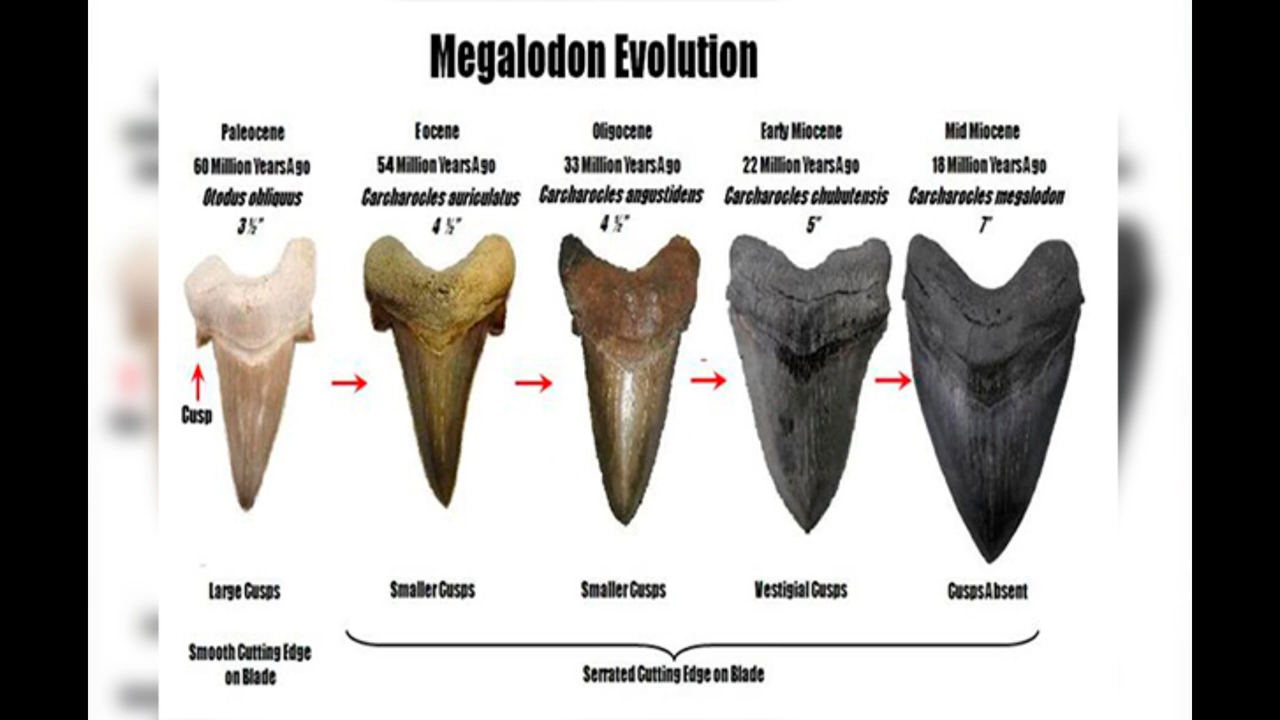 Megalodon Evolution
Paleocene
60 Million Years Ago
Otodus obliquus
3 ½"
Eocene
54 Million Years Ago
Carcharocles auriculatus
4 ½"
Oligocene
33 Million Years Ago
Carcharocles angustidens
4 ½"
Early Miocene
22 Million Years Ago
Carcharocles chubutensis
5"
Mid Miocene
18 Million Years Ago
Carcharocles megalodon
7"
Cusp
Large Cusps
Smaller Cusps
Smaller Cusps
Vestigial Cusps
Cusps Absent
Smooth Cutting Edge
on Blade
Serrated Cutting Edge on Blade